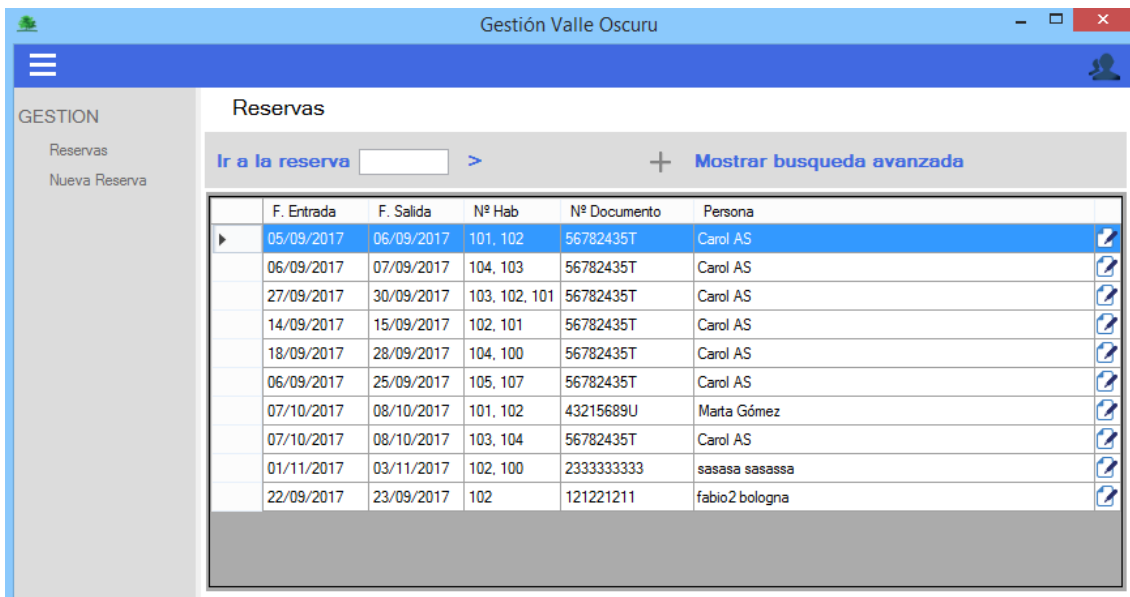 Gestión Valle Oscuru
GESTION
Reservas
Nueva Reserva
Reservas
Ir a la reserva > + Mostrar busqueda avanzada
F. Entrada F. Salida Nº Hab Nº Documento Persona
05/09/2017 06/09/2017 101, 102 56782435T Carol AS
06/09/2017 07/09/2017 104, 103 56782435T Carol AS
27/09/2017 30/09/2017 103, 102, 101 56782435T Carol AS
14/09/2017 15/09/2017 102, 101 56782435T Carol AS
18/09/2017 28/09/2017 104, 100 56782435T Carol AS
06/09/2017 25/09/2017 105, 107 56782435T Carol AS
07/10/2017 08/10/2017 101, 102 43215689U Marta Gómez
07/10/2017 08/10/2017 103, 104 56782435T Carol AS
01/11/2017 03/11/2017 102, 100 2333333333 sasasa sasassa
22/09/2017 23/09/2017 102 121221211 fabio2 bologna